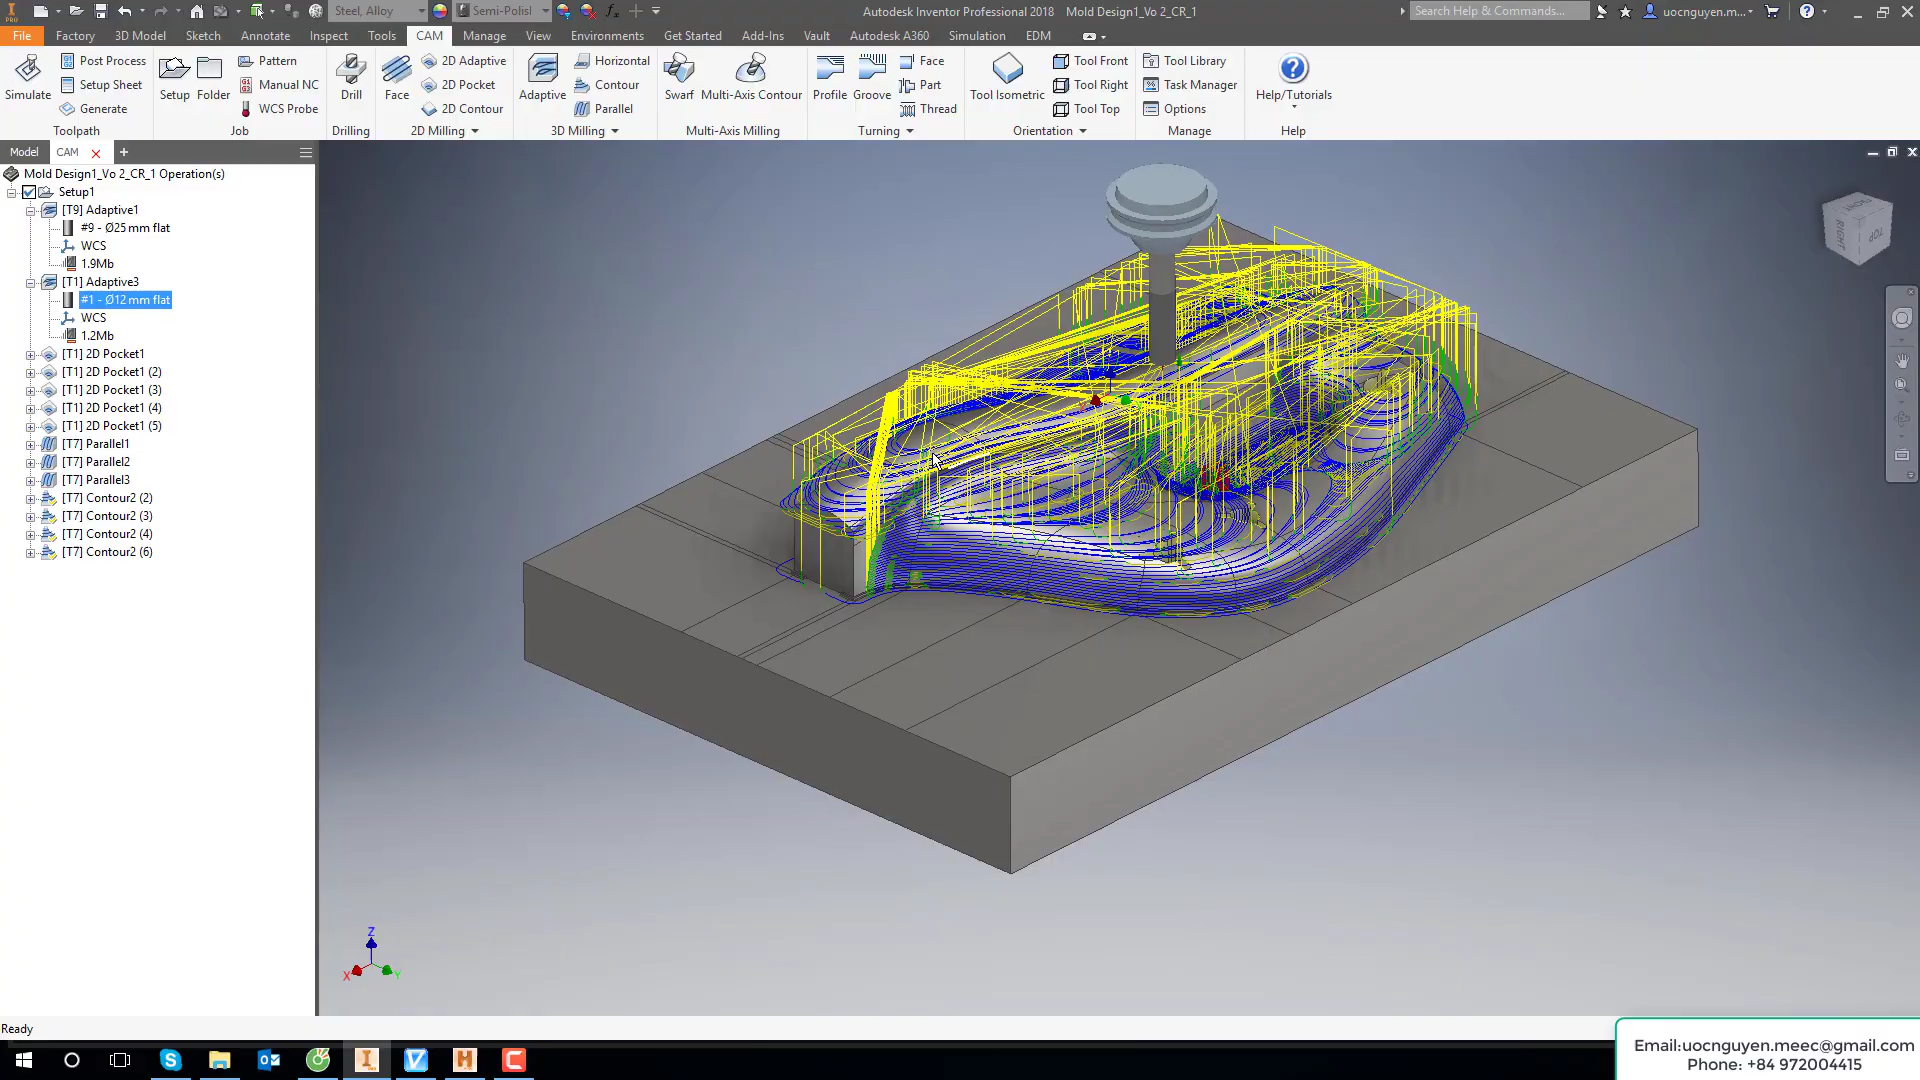 Steel, Alloy
Semi-Polisl
Autodesk Inventor Professional 2018 Mold Design1_Vo 2_CR_1
Search Help & Commands...
uocnguyen.m...
File Factory 3D Model Sketch Annotate Inspect Tools CAM Manage View Environments Get Started Add-Ins Vault Autodesk A360 Simulation EDM
Simulate
Post Process
Setup Sheet
Generate
Toolpath
Setup
Folder
Pattern
Manual NC
WCS Probe
Job
Drill
Drilling
Face
2D Adaptive
2D Pocket
2D Contour
2D Milling
Adaptive
Horizontal
Contour
Parallel
3D Milling
Swarf
Multi-Axis Contour
Multi-Axis Milling
Profile
Groove
Face
Part
Thread
Turning
Tool Isometric
Tool Front
Tool Right
Tool Top
Orientation
Tool Library
Task Manager
Options
Manage
Help/Tutorials
Help
Model
CAM
Mold Design1_Vo 2_CR_1 Operation(s)
Setup1
[T9] Adaptive1
#9 - Ø25 mm flat
WCS
1.9Mb
[T1] Adaptive3
#1 - Ø12 mm flat
WCS
1.2Mb
[T1] 2D Pocket1
[T1] 2D Pocket1 (2)
[T1] 2D Pocket1 (3)
[T1] 2D Pocket1 (4)
[T1] 2D Pocket1 (5)
[T7] Parallel1
[T7] Parallel2
[T7] Parallel3
[T7] Contour2 (2)
[T7] Contour2 (3)
[T7] Contour2 (4)
[T7] Contour2 (6)
FRONT
RIGHT
TOP
Z
X
Y
Ready
Email:uocnguyen.meec@gmail.com
Phone: +84 972004415